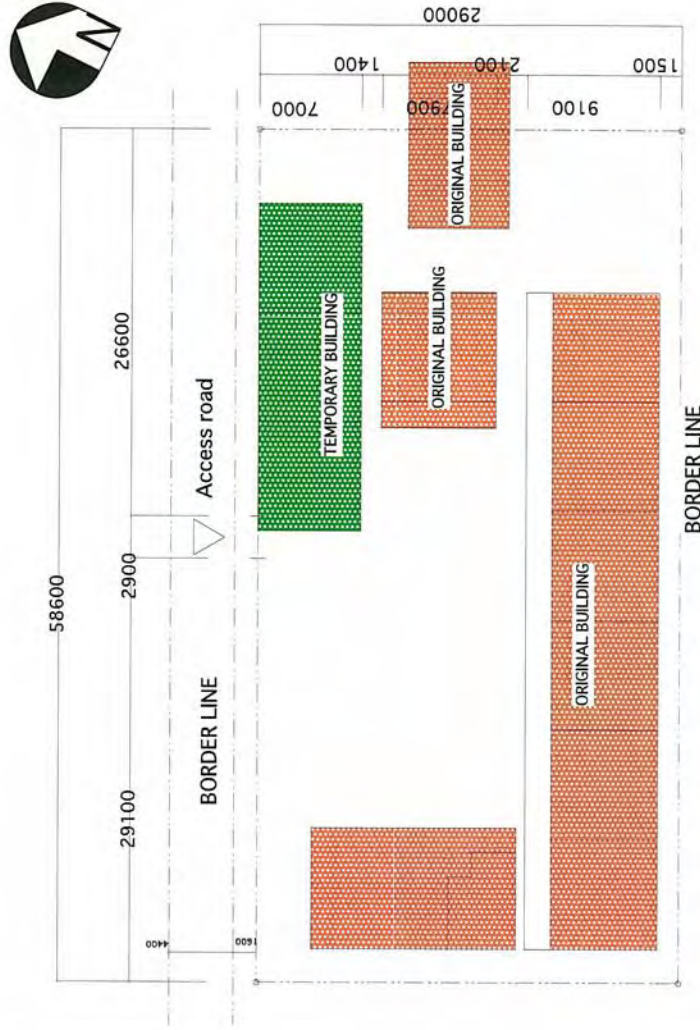 N
29000
7000
1400
7900
2100
9100
1500
58600
26600
2900
29100
4400
1600
Access road
BORDER LINE
TEMPORARY BUILDING
ORIGINAL BUILDING
ORIGINAL BUILDING
ORIGINAL BUILDING
BORDER LINE